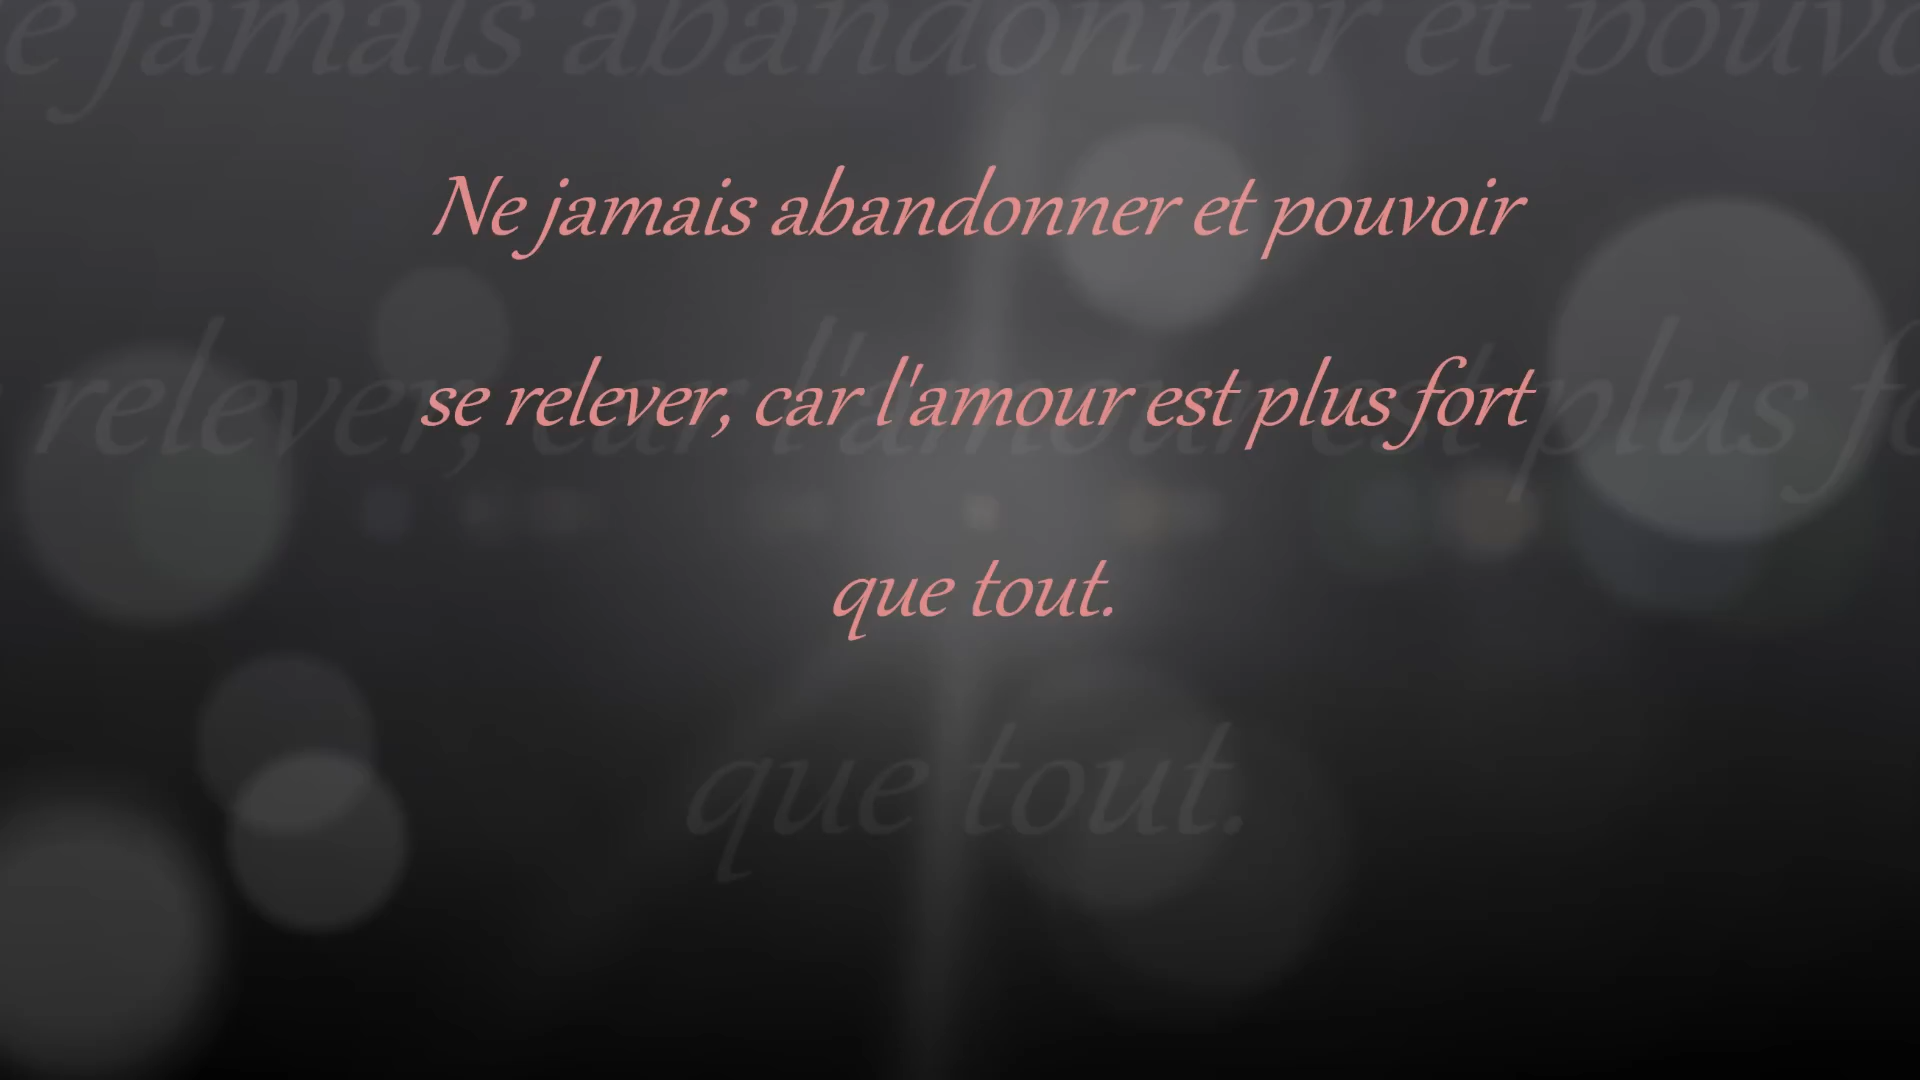 Ne jamais abandonner et pouvoir
se relever, car l'amour est plus fort
que tout.